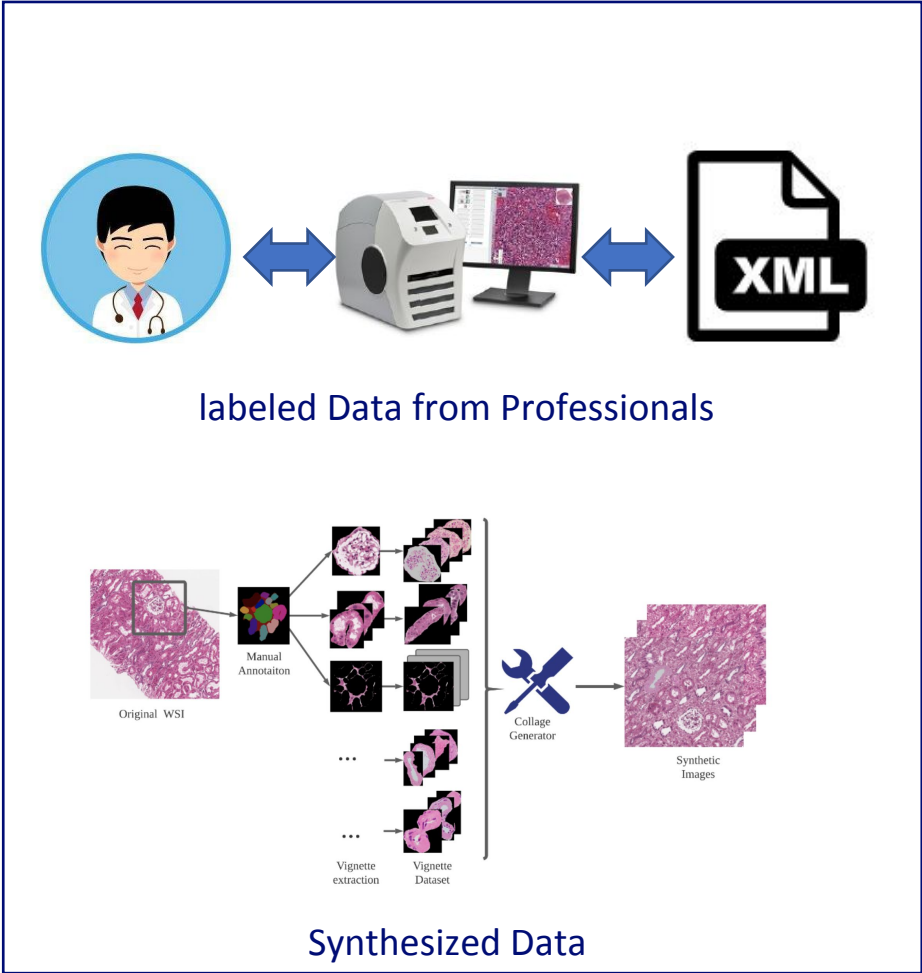 XML
labeled Data from Professionals
Original WSI
Manual
Annotaiton
...
...
Vignette
extraction
Vignette
Dataset
Collage
Generator
Synthetic
Images
Synthesized Data